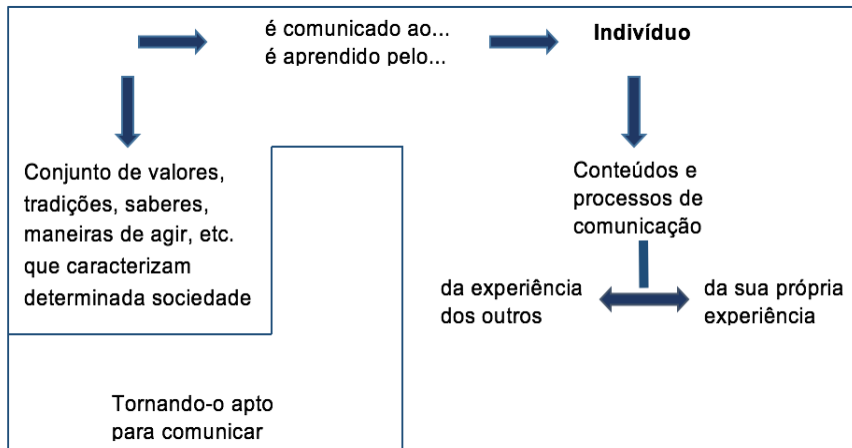 é comunicado ao...
é aprendido pelo...
Indivíduo
Conjunto de valores,
tradições, saberes,
maneiras de agir, etc.
que caracterizam
determinada sociedade
Conteúdos e
processos de
comunicação
da experiência
dos outros
da sua própria
experiência
Tornando-o apto
para comunicar